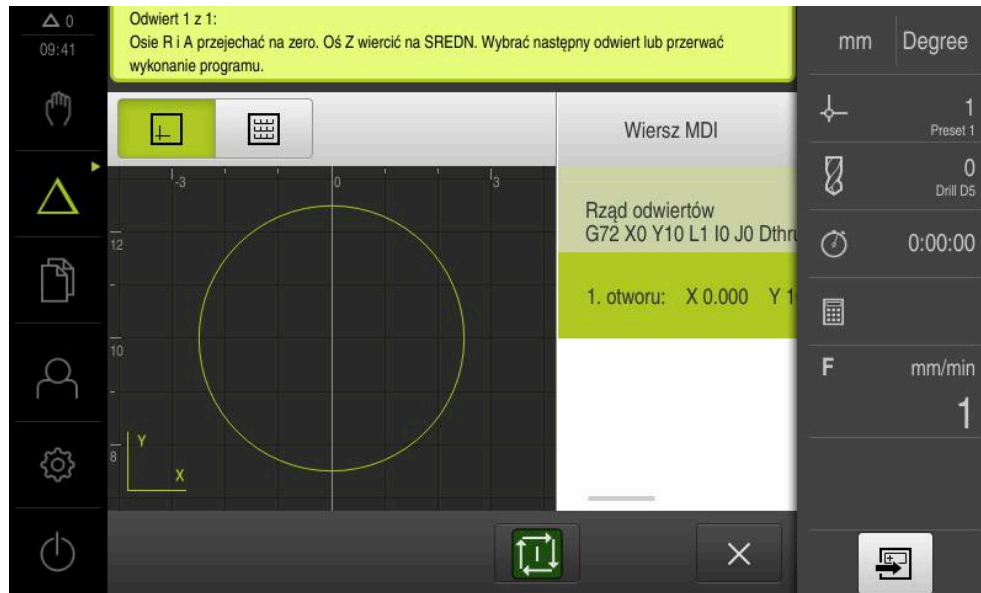 0
09:41
Odwiert 1 z 1:
Osie R i A przejechać na zero. Oś Z wiercić na SREDN. Wybrać następny odwiert lub przerwać
wykonanie programu.
mm Degree
Wiersz MDI
1
Preset 1
0
Drill D5
0:00:00
F mm/min
1
-3 0 3
12
10
8
Y
X
Rząd odwiertów
G72 X0 Y10 L1 I0 J0 Dthru
1. otworu: X 0.000 Y 1